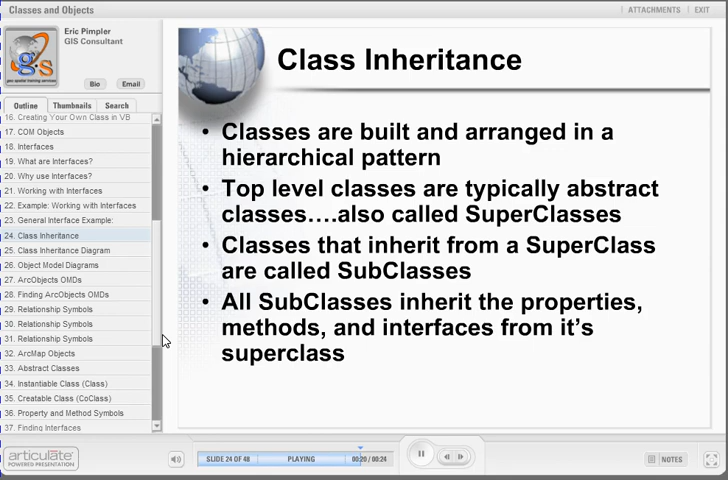 Classes and Objects
ATTACHMENTS
EXIT
Eric Pimpler
GIS Consultant
gis
geo spatial training services
Bio
Email
Outline
Thumbnails
Search
16. Creating Your Own Class in VB
17. COM Objects
18. Interfaces
19. What are Interfaces?
20. Why use Interfaces?
21. Working with Interfaces
22. Example: Working with Interfaces
23. General Interface Example:
24. Class Inheritance
25. Class Inheritance Diagram
26. Object Model Diagrams
27. ArcObjects OMDs
28. Finding ArcObjects OMDs
29. Relationship Symbols
30. Relationship Symbols
31. Relationship Symbols
32. ArcMap Objects
33. Abstract Classes
34. Instantiable Class (Class)
35. Creatable Class (CoClass)
36. Property and Method Symbols
37. Finding Interfaces
Class Inheritance
• Classes are built and arranged in a
hierarchical pattern
• Top level classes are typically abstract
classes….also called SuperClasses
• Classes that inherit from a SuperClass
are called SubClasses
• All SubClasses inherit the properties,
methods, and interfaces from it’s
superclass
articulate
POWERED PRESENTATION
SLIDE 24 OF 48
PLAYING
00:20 / 00:24
NOTES